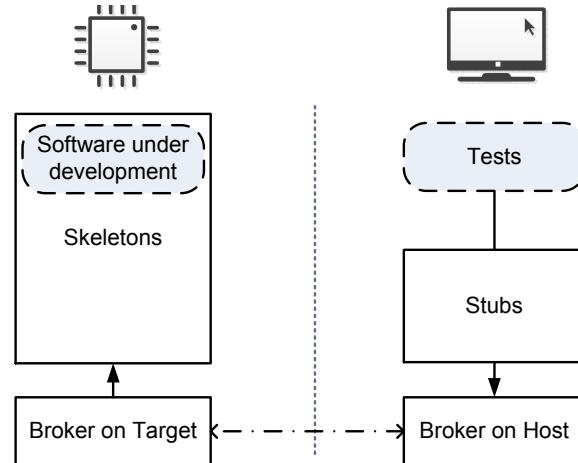 Software under
development
Skeletons
Broker on Target
Tests
Stubs
Broker on Host